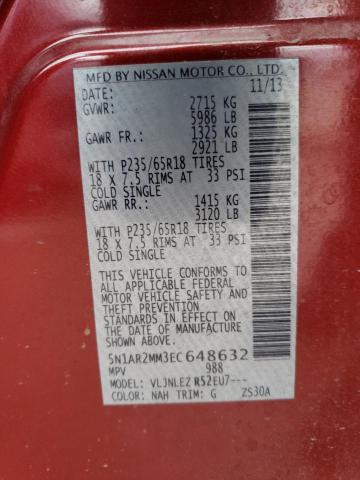 MFD BY NISSAN MOTOR CO., LTD.
DATE: 11/13
GVWR: 2715 KG
5986 LB
GAWR FR.: 1325 KG
2921 LB
WITH P235/65R18 TIRES
18 X 7.5 RIMS AT 33 PSI
COLD SINGLE
GAWR RR.: 1415 KG
3120 LB
WITH P235/65R18 TIRES
18 X 7.5 RIMS AT 33 PSI
COLD SINGLE
THIS VEHICLE CONFORMS TO
ALL APPLICABLE FEDERAL
MOTOR VEHICLE SAFETY AND
THEFT PREVENTION
STANDARDS IN EFFECT ON
THE DATE OF MANUFACTURE
SHOWN ABOVE.
5N1AR2MM3EC648632
MPV 988
MODEL: VLJNLEZ R52EU7---
COLOR: NAH TRIM: G ZS30A